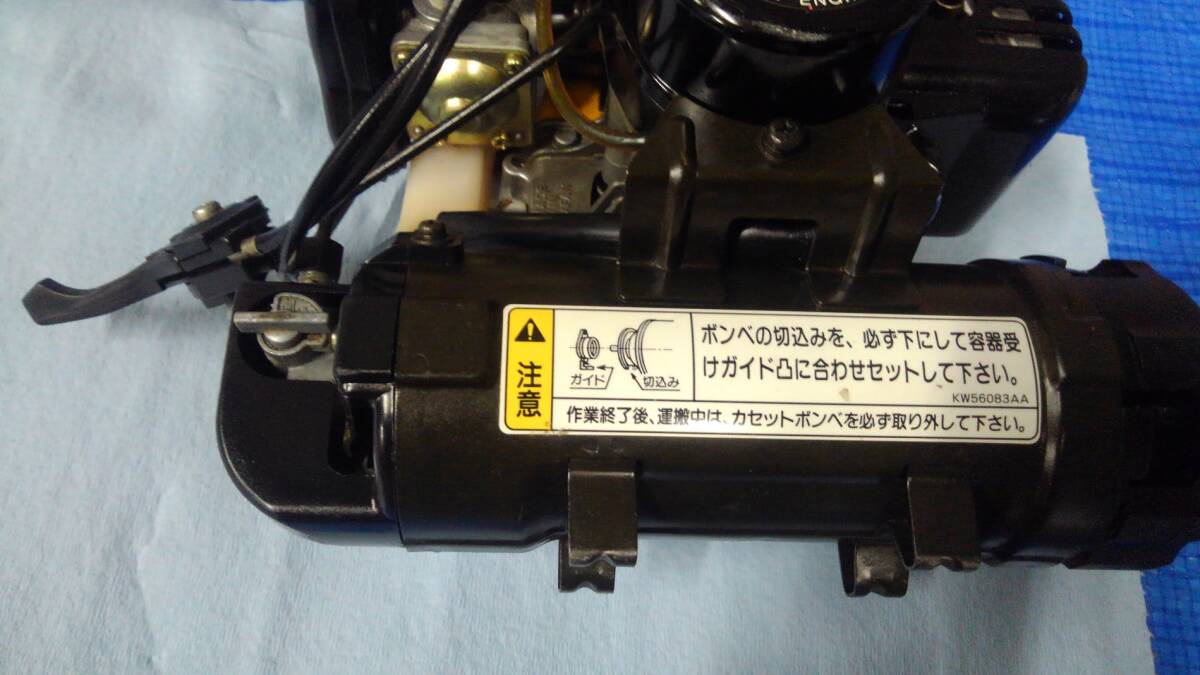 ENGI
注意
ガイド
切込み
ボンベの切込みを、必ず下にして容器受
けガイド凸に合わせセットして下さい。
KW56083AA
作業終了後、運搬中は、カセットボンベを必ず取り外して下さい。